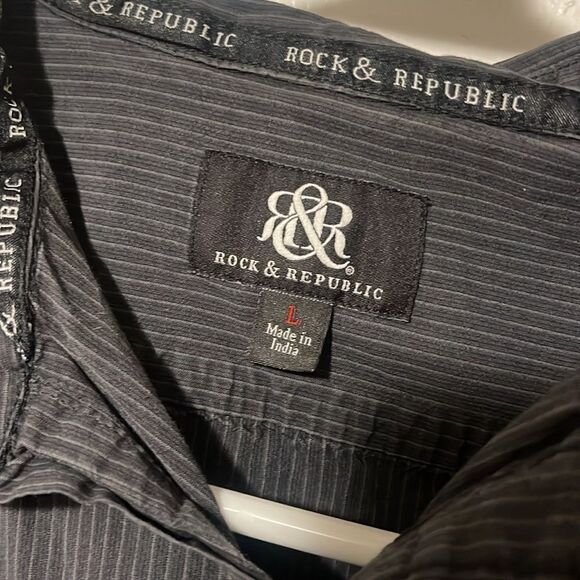 & REPUBLIC
ROCK & REPUBLIC
ROCK
& REPUBLIC
R&R
ROCK & REPUBLIC®
L
Made in
India